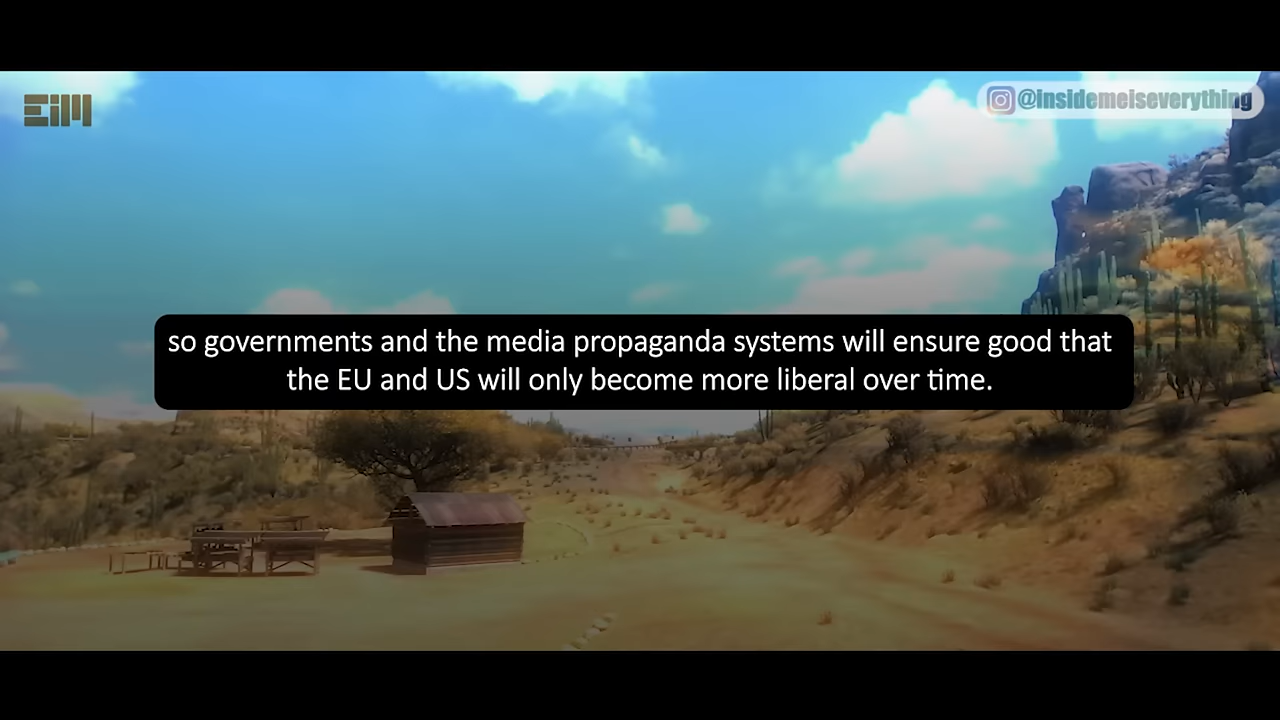 EIM
@insidemeiseverything
so governments and the media propaganda systems will ensure good that
the EU and US will only become more liberal over time.